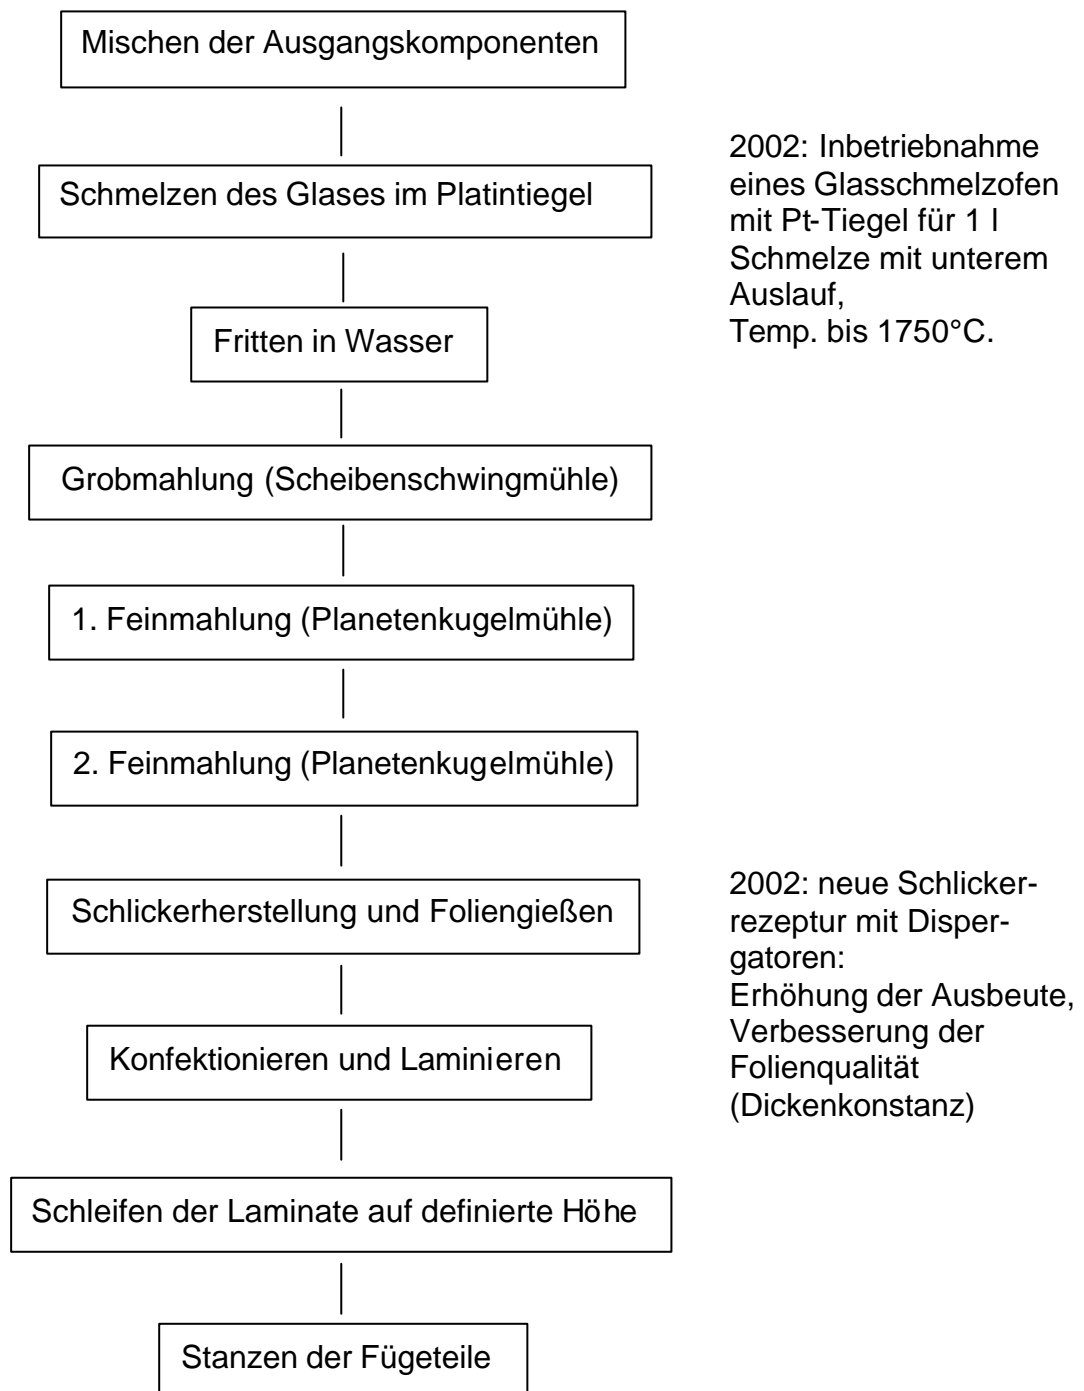 Mischen der Ausgangskomponenten
Schmelzen des Glases im Platintiegel
2002: Inbetriebnahme
eines Glasschmelzofen
mit Pt-Tiegel für 1 l
Schmelze mit unterem
Auslauf,
Temp. bis 1750°C.
Fritten in Wasser
Grobmahlung (Scheibenschwingmühle)
1. Feinmahlung (Planetenkugelmühle)
2. Feinmahlung (Planetenkugelmühle)
Schlickerherstellung und Foliengießen
2002: neue Schlicker-
rezeptur mit Disper-
gatoren:
Erhöhung der Ausbeute,
Verbesserung der
Folienqualität
(Dickenkonstanz)
Konfektionieren und Laminieren
Schleifen der Laminate auf definierte Höhe
Stanzen der Fügeteile